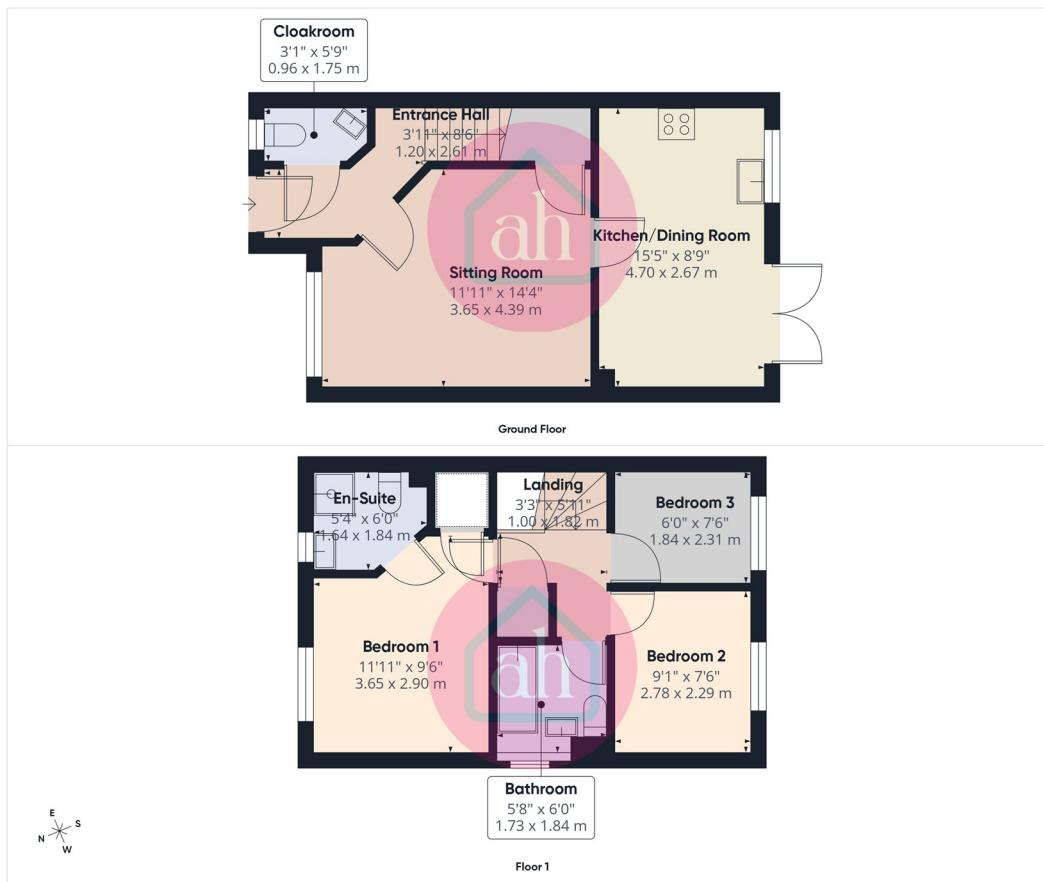 Cloakroom
3'1" x 5'9"
0.96 x 1.75 m
Entrance Hall
3'11" x 8'6"
1.20 x 2.61 m
ah
Kitchen/Dining Room
15'5" x 8'9"
4.70 x 2.67 m
Sitting Room
11'11" x 14'4"
3.65 x 4.39 m
Ground Floor
En-Suite
5'4" x 6'0"
1.64 x 1.84 m
Landing
3'3" x 5'11"
1.00 x 1.82 m
Bedroom 3
6'0" x 7'6"
1.84 x 2.31 m
Bedroom 1
11'11" x 9'6"
3.65 x 2.90 m
ah
Bedroom 2
9'1" x 7'6"
2.78 x 2.29 m
Bathroom
5'8" x 6'0"
1.73 x 1.84 m
E
S
N
W
Floor 1